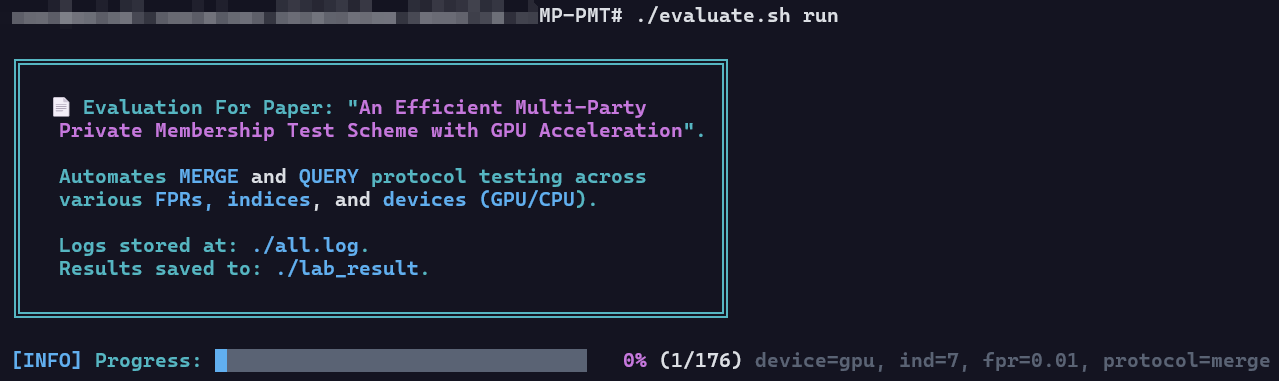 MP-PMT# ./evaluate.sh run
Evaluation For Paper: "An Efficient Multi-Party
Private Membership Test Scheme with GPU Acceleration".
Automates MERGE and QUERY protocol testing across
various FPRs, indices, and devices (GPU/CPU).
Logs stored at: ./all.log.
Results saved to: ./lab_result.
[INFO] Progress: 0% (1/176) device=gpu, ind=7, fpr=0.01, protocol=merge